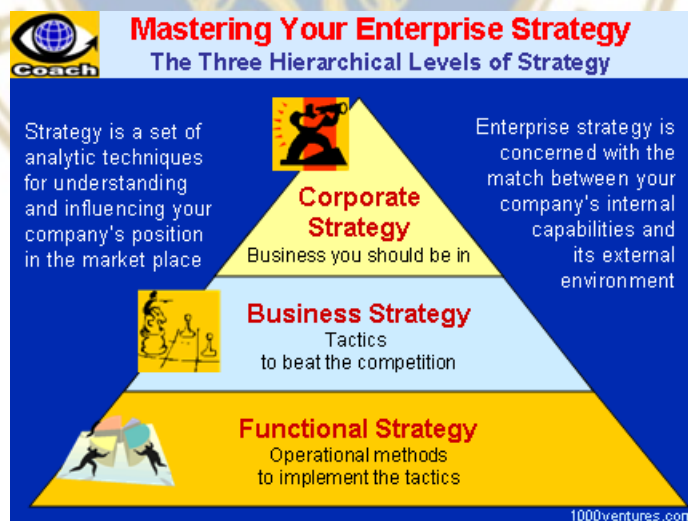 Mastering Your Enterprise Strategy
Coach
The Three Hierarchical Levels of Strategy
Strategy is a set of
analytic techniques
for understanding
and influencing your
company's position
in the market place
Enterprise strategy is
concerned with the
match between your
company's internal
capabilities and
its external
environment
Corporate
Strategy
Business you should be in
Business Strategy
Tactics
to beat the competition
Functional Strategy
Operational methods
to implement the tactics
1000ventures.com